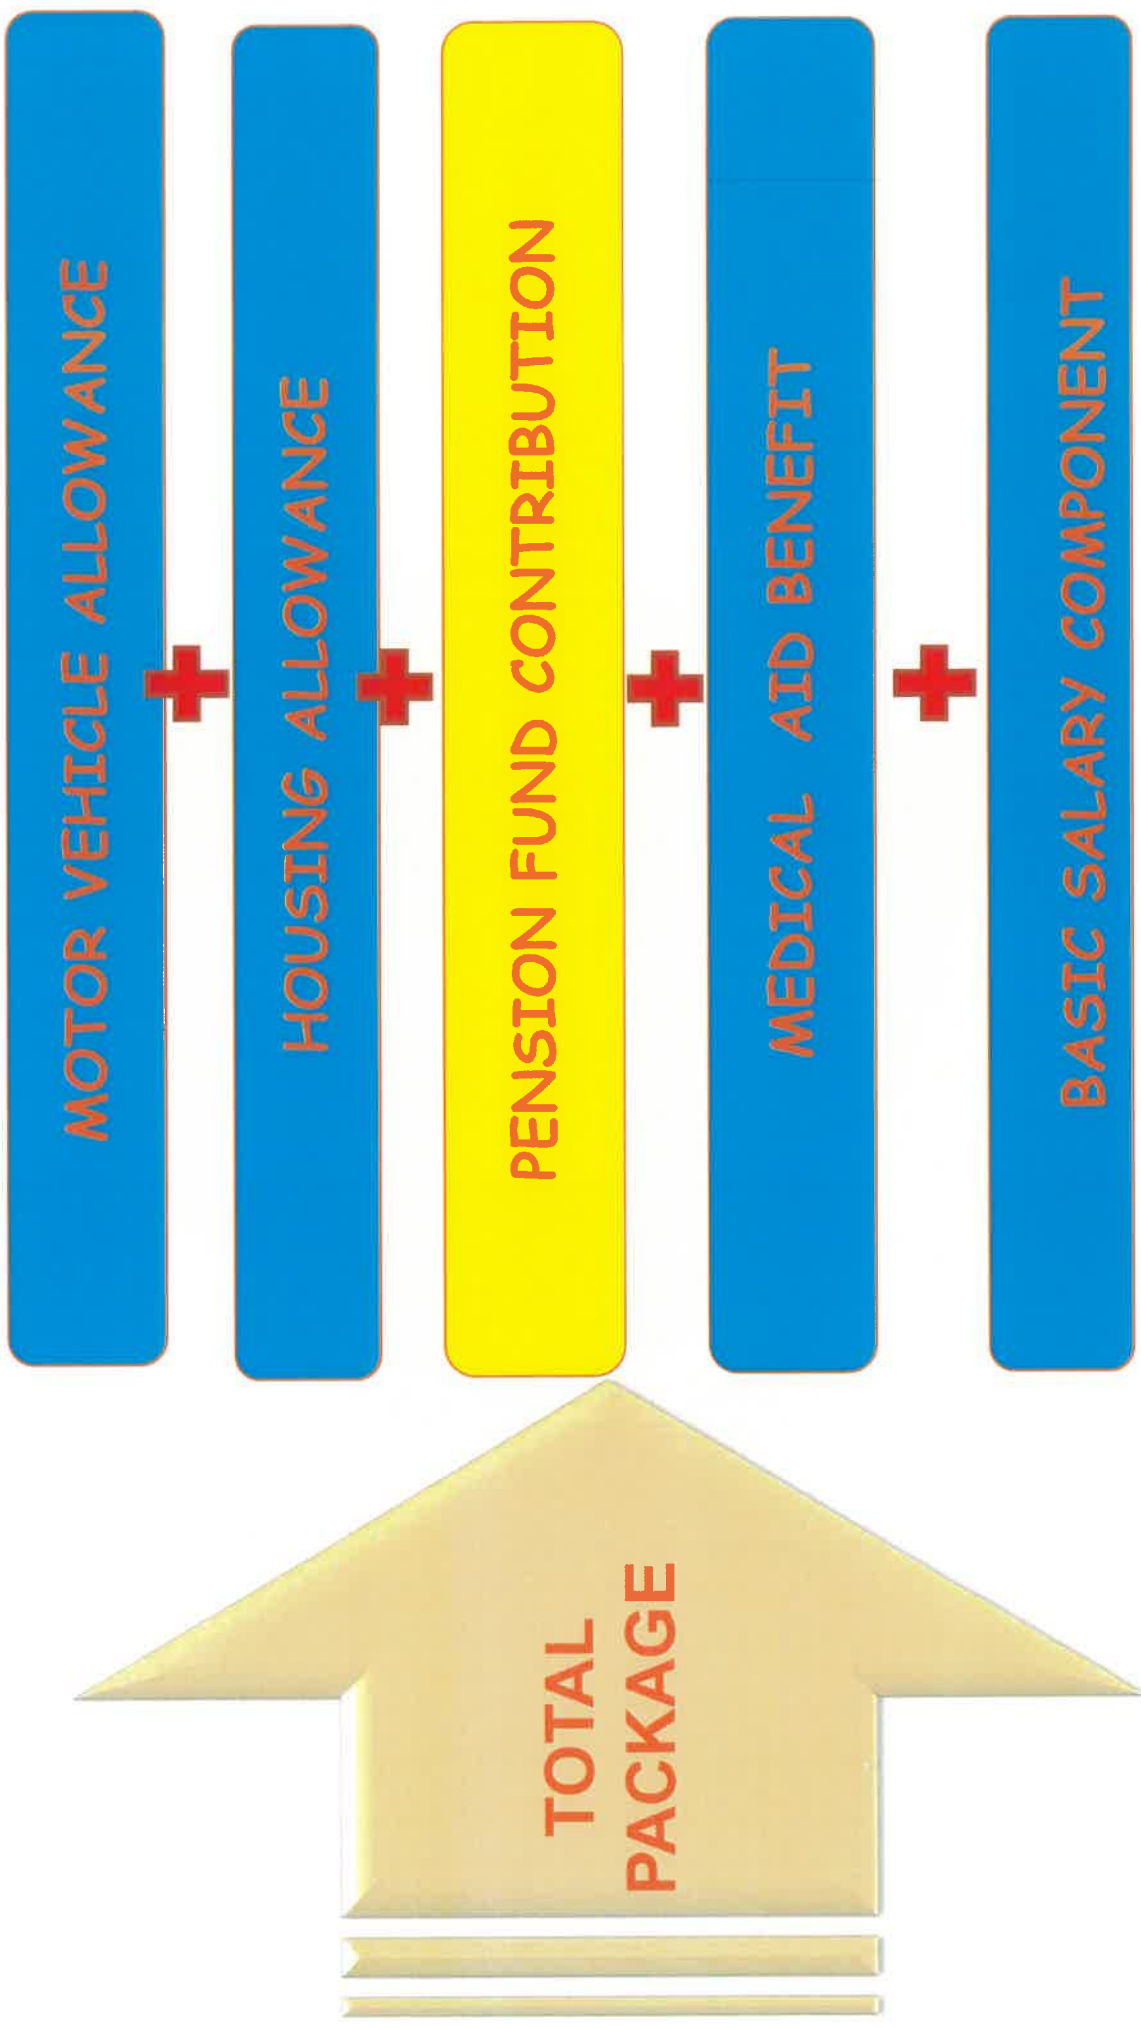 TOTAL
PACKAGE
MOTOR VEHICLE ALLOWANCE
HOUSING ALLOWANCE
PENSION FUND CONTRIBUTION
MEDICAL AID BENEFIT
BASIC SALARY COMPONENT